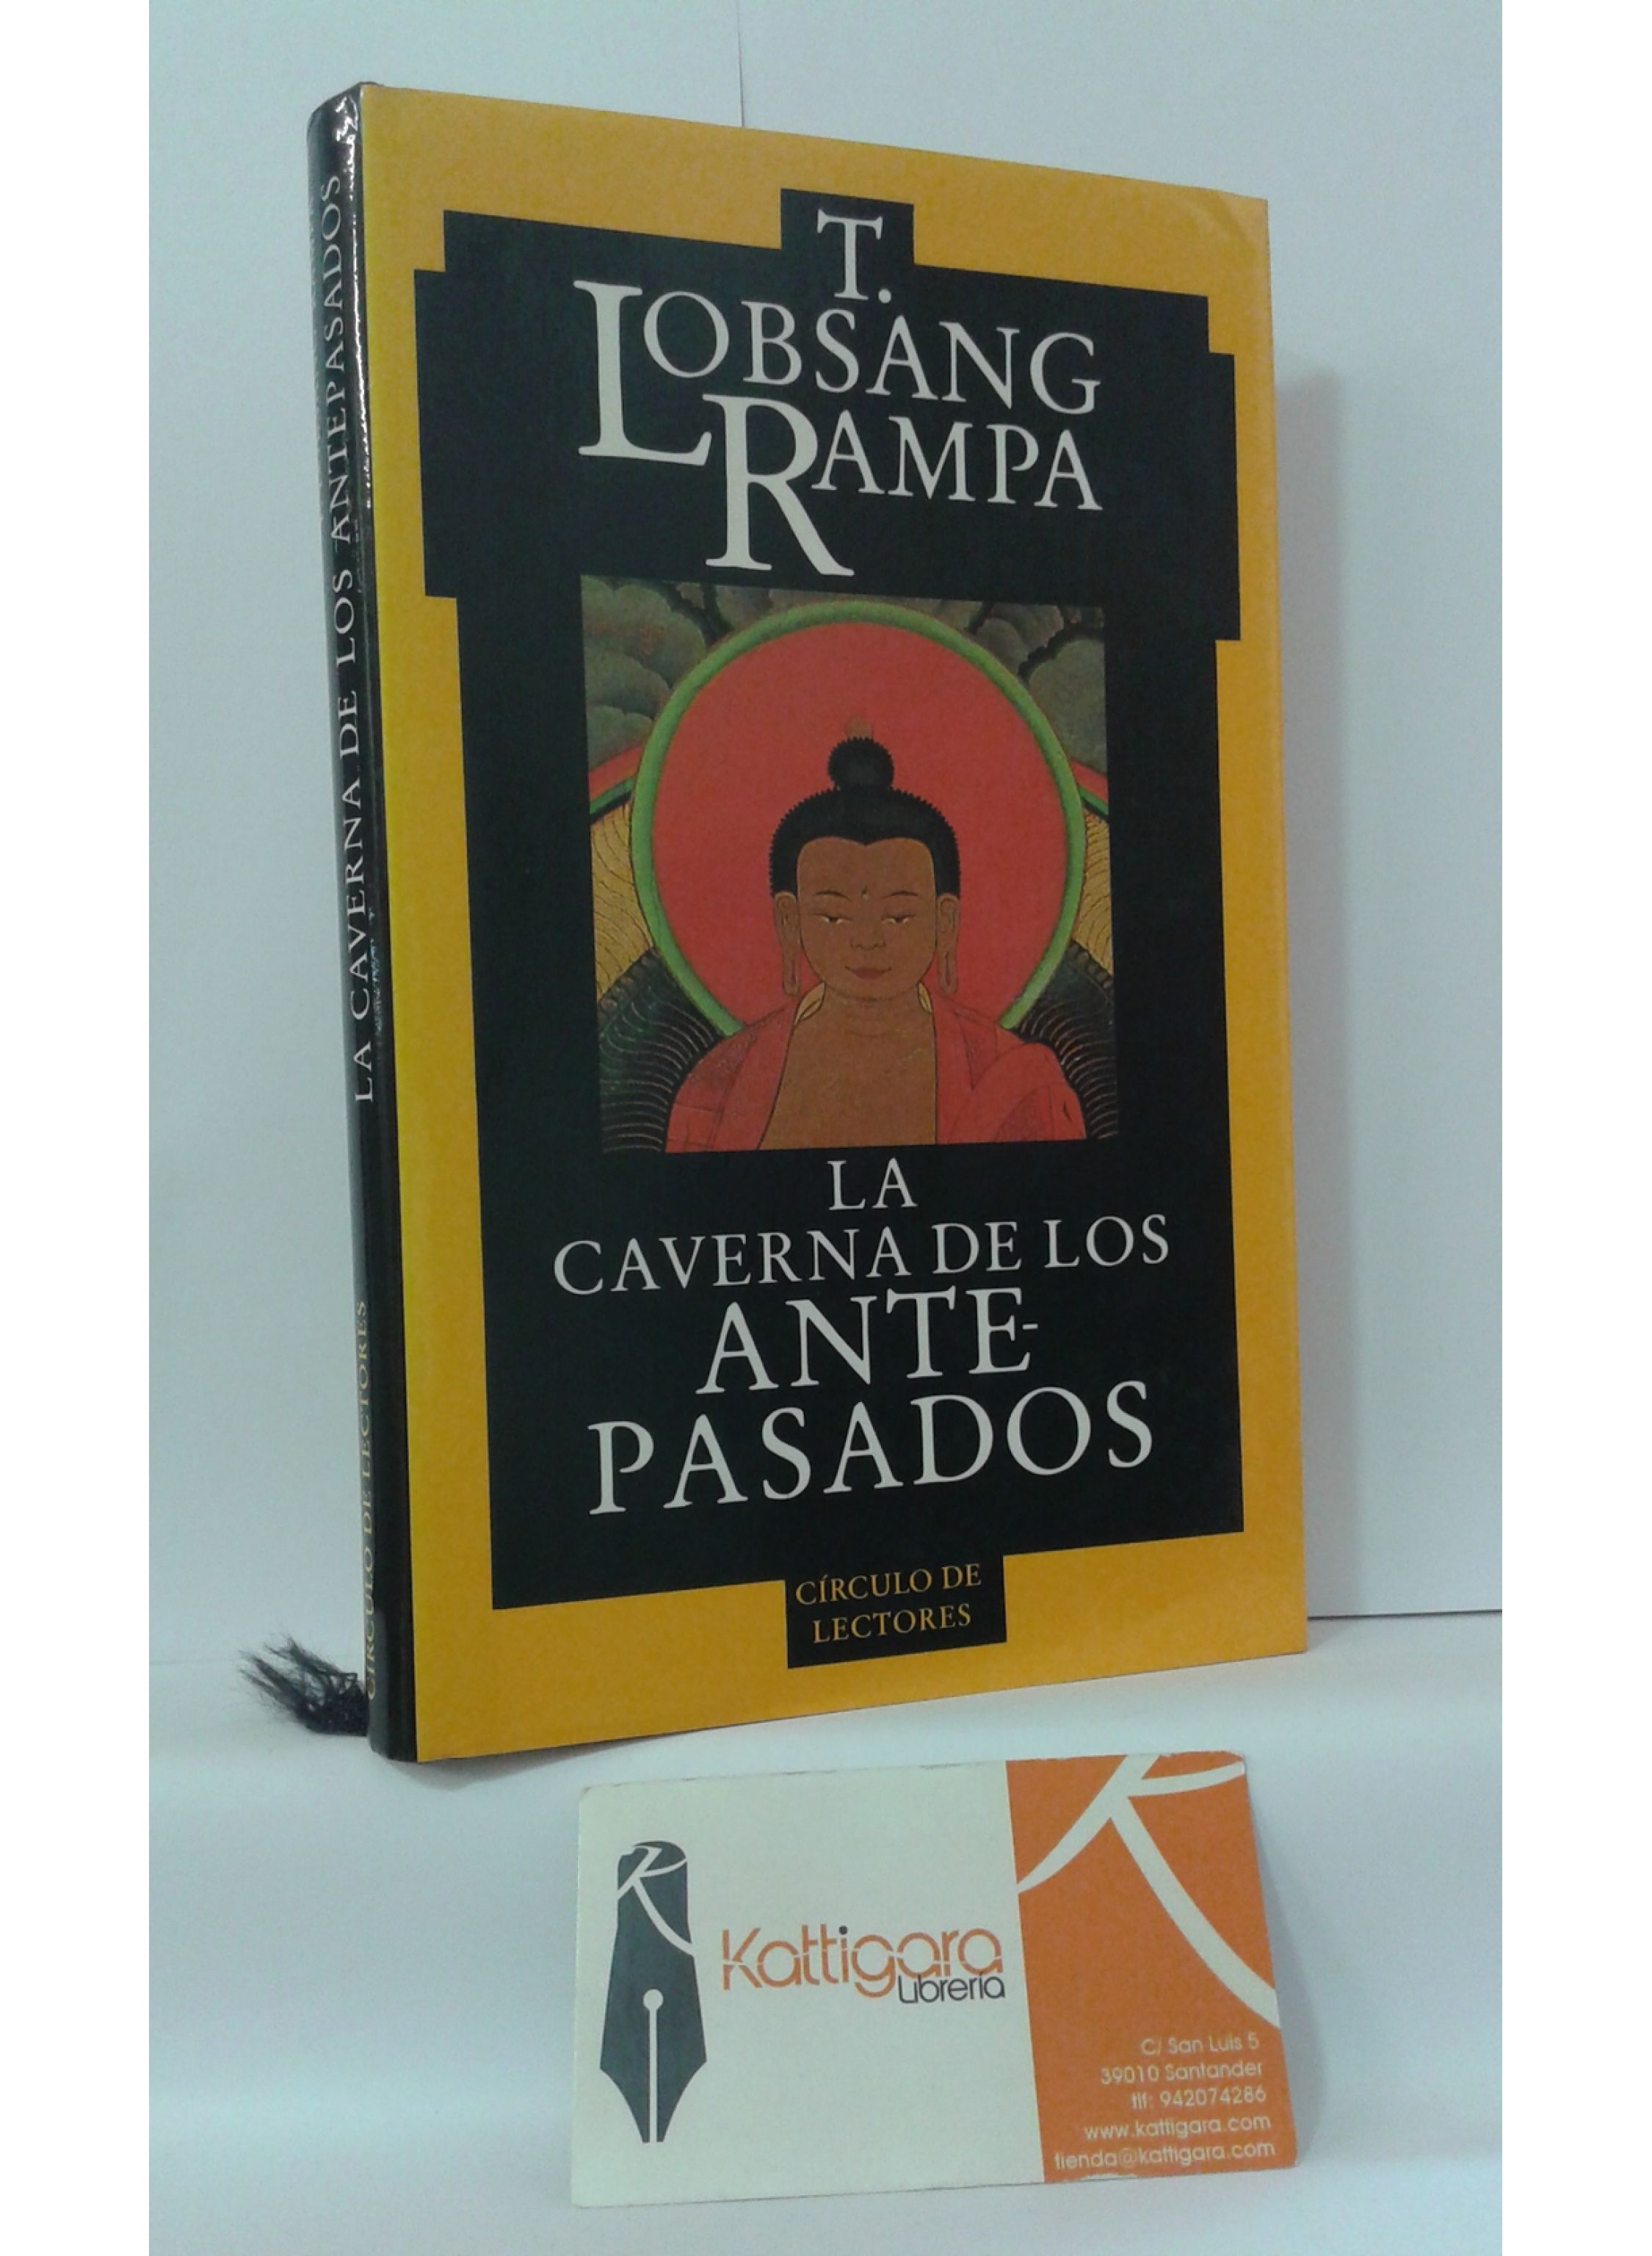 T.
LOBSANG
RAMPA
LA
CAVERNA DE LOS
ANTE-
PASADOS
CÍRCULO DE
LECTORES
LA CAVERNA DE LOS ANTEPASADOS
CÍRCULO DE LECTORES
Kattigara
Librería
C/ San Luis 5
39010 Santander
tlf: 942074286
www.kattigara.com
tienda@kattigara.com